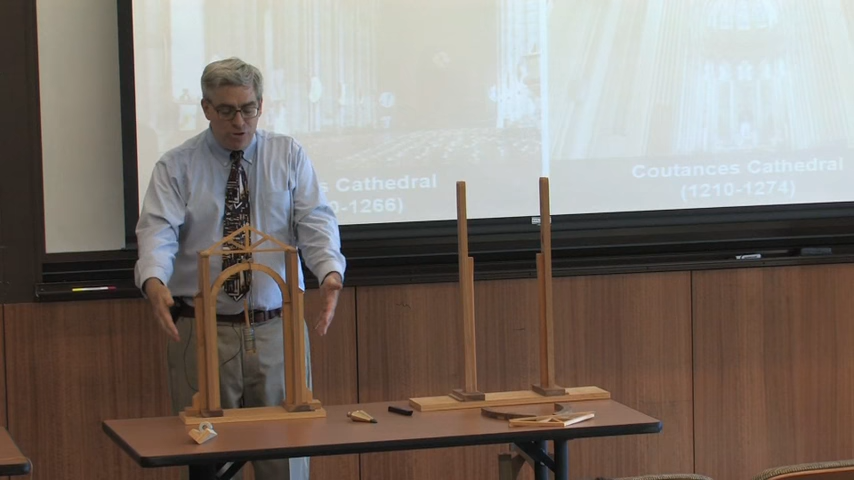 s Cathedral
0-1266)
Coutances Cathedral
(1210-1274)